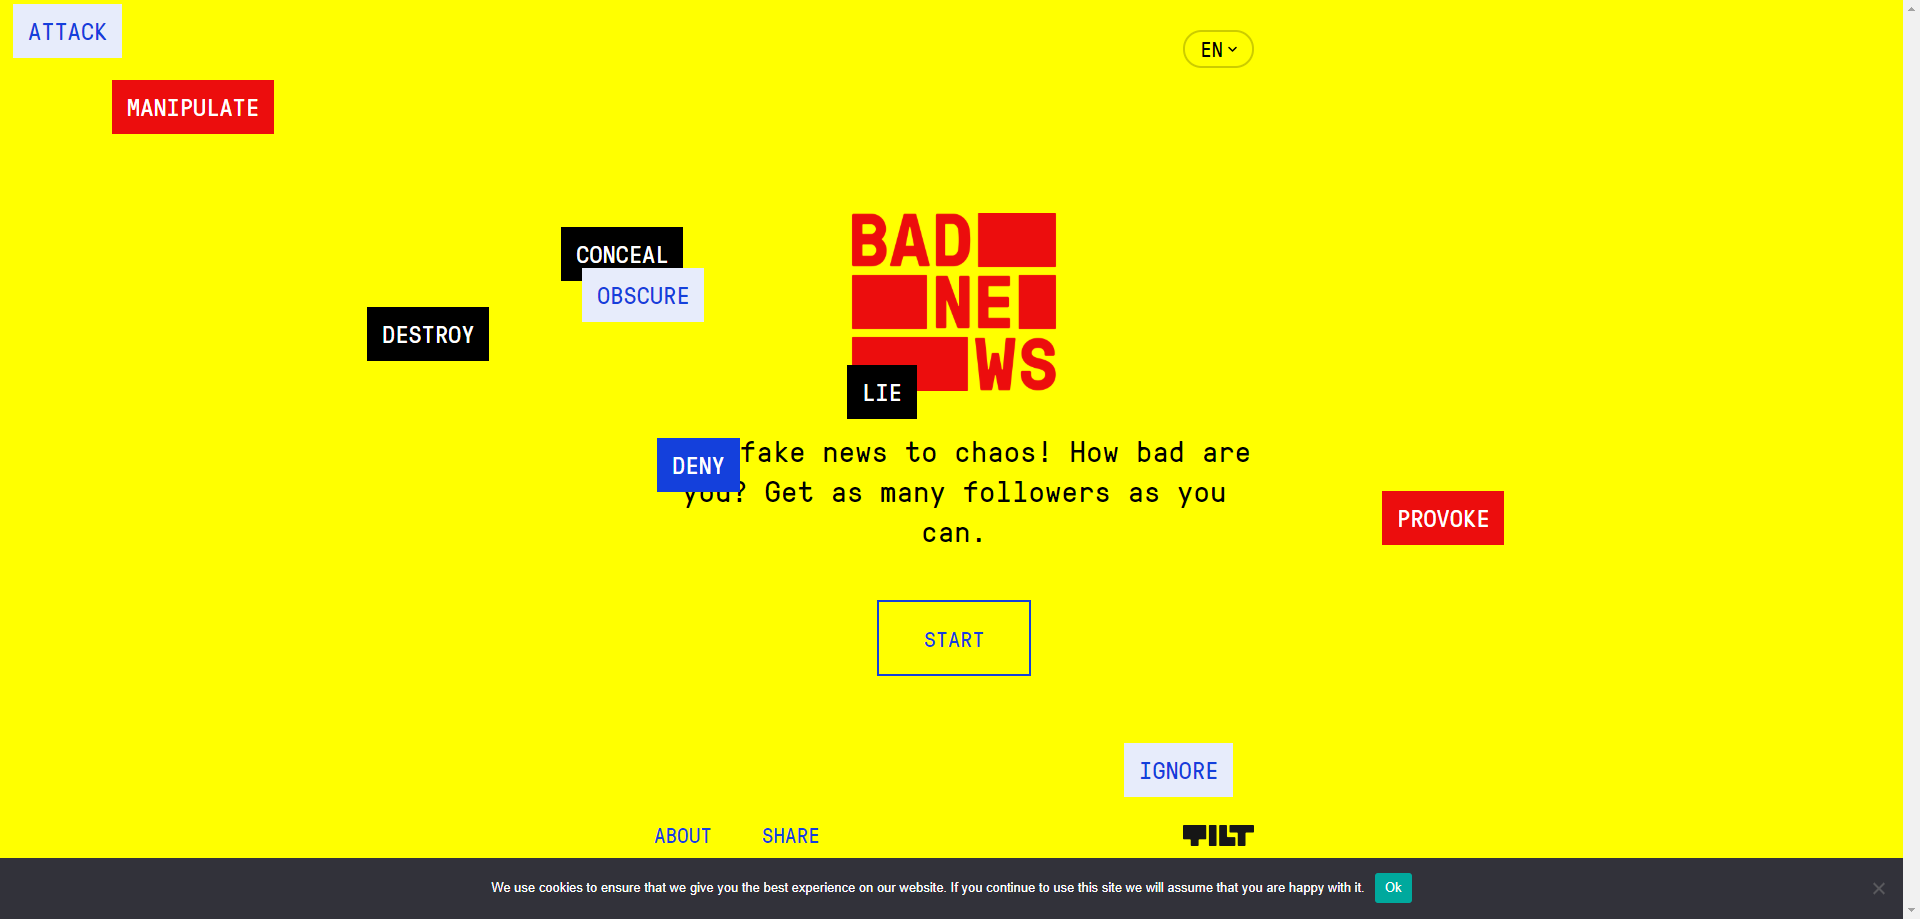 ATTACK
EN
MANIPULATE
BAD
NE
WS
CONCEAL
OBSCURE
DESTROY
LIE
DENY
fake news to chaos! How bad are
you? Get as many followers as you
can.
PROVOKE
START
IGNORE
ABOUT
SHARE
TILT
We use cookies to ensure that we give you the best experience on our website. If you continue to use this site we will assume that you are happy with it.
Ok